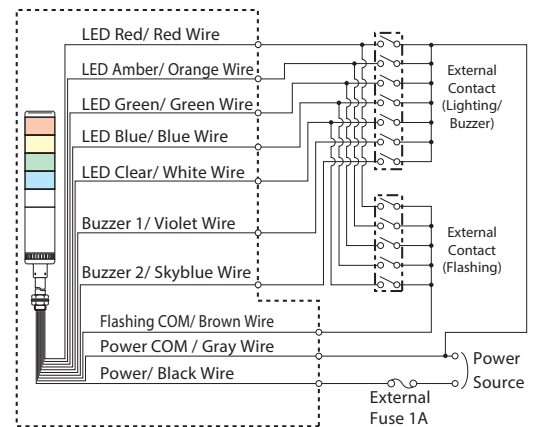 LED Red/ Red Wire
LED Amber/ Orange Wire
LED Green/ Green Wire
LED Blue/ Blue Wire
LED Clear/ White Wire
Buzzer 1/ Violet Wire
Buzzer 2/ Skyblue Wire
Flashing COM/ Brown Wire
Power COM / Gray Wire
Power/ Black Wire
External
Contact
(Lighting/
Buzzer)
External
Contact
(Flashing)
Power
Source
External
Fuse 1A